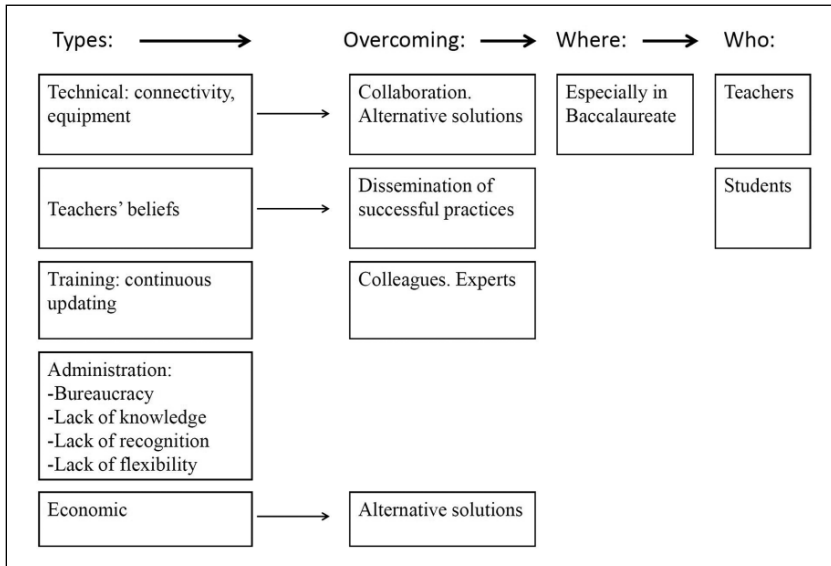 Types:
Overcoming:
Where:
Who:
Technical: connectivity,
equipment
Collaboration.
Alternative solutions
Especially in
Baccalaureate
Teachers
Teachers’ beliefs
Dissemination of
successful practices
Students
Training: continuous
updating
Colleagues. Experts
Administration:
-Bureaucracy
-Lack of knowledge
-Lack of recognition
-Lack of flexibility
Economic
Alternative solutions